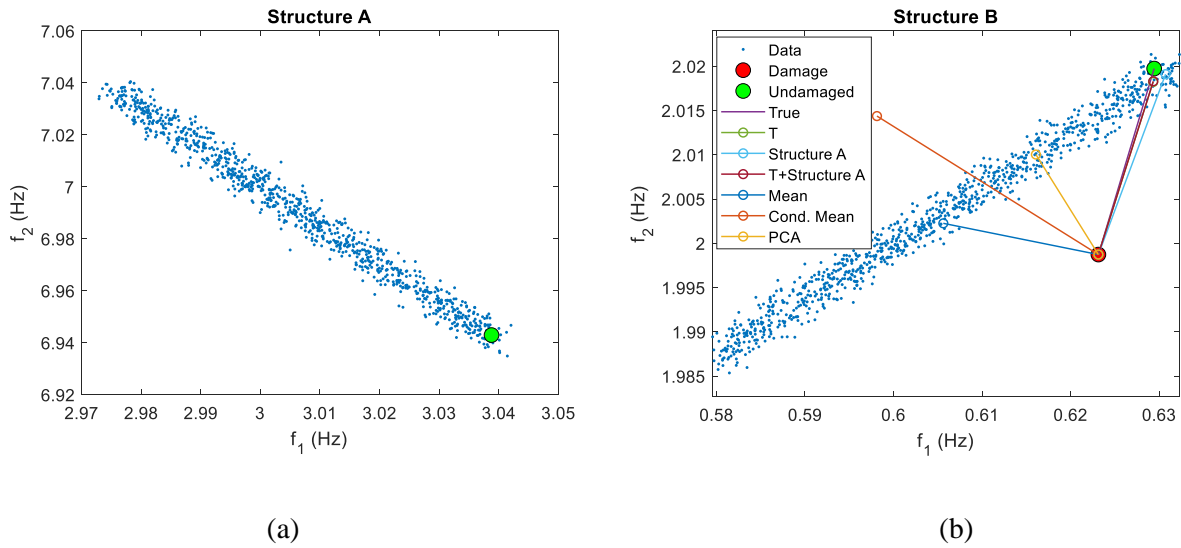 Structure A
7.06
7.04
7.02
7
6.98
6.96
6.94
6.92
f2 (Hz)
2.97 2.98 2.99 3 3.01 3.02 3.03 3.04 3.05
f1 (Hz)
(a)
Structure B
2.02
2.015
2.01
2.005
2
1.995
1.99
1.985
f2 (Hz)
Data
Damage
Undamaged
True
T
Structure A
T+Structure A
Mean
Cond. Mean
PCA
0.58 0.59 0.6 0.61 0.62 0.63
f1 (Hz)
(b)